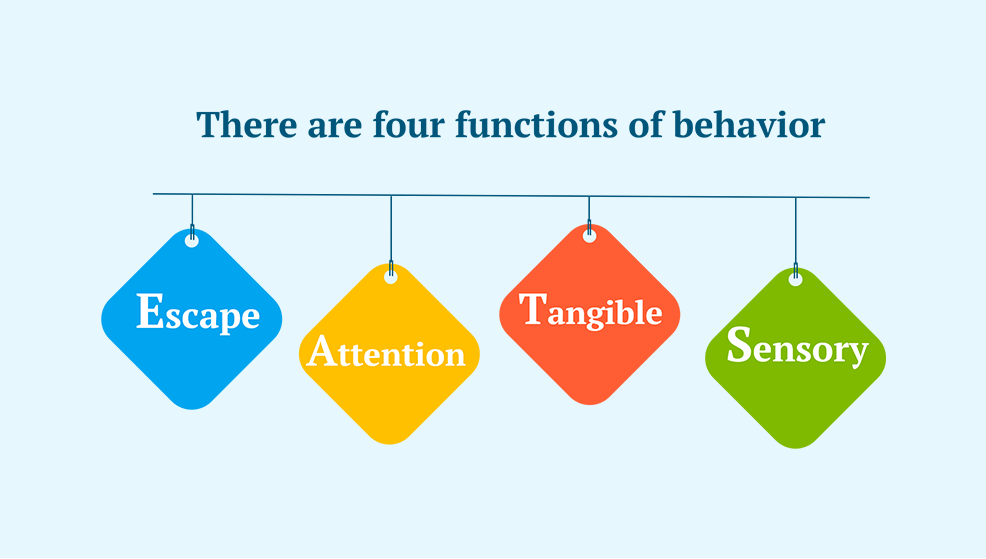 There are four functions of behavior
Escape
Attention
Tangible
Sensory